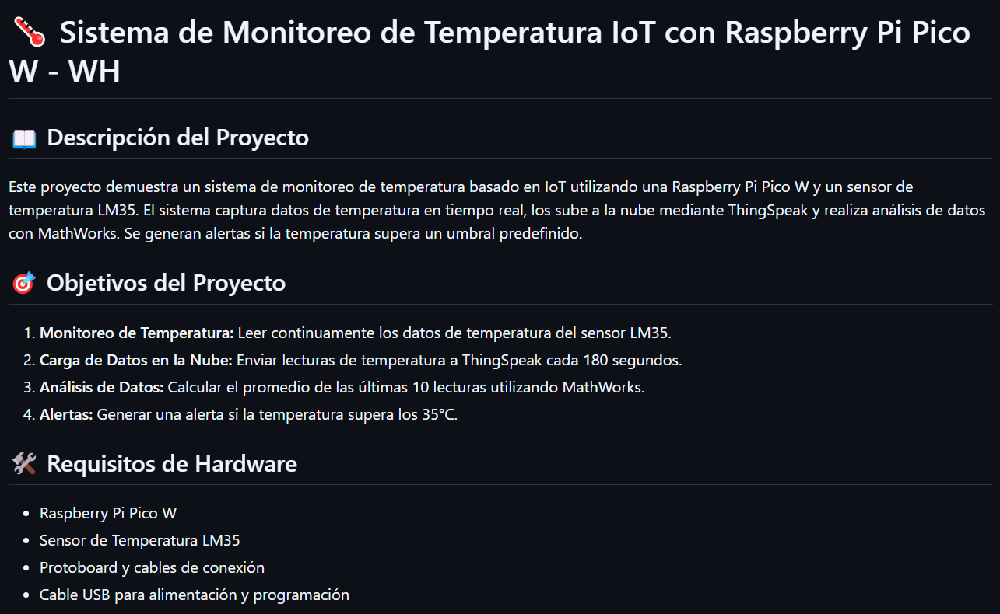 Sistema de Monitoreo de Temperatura IoT con Raspberry Pi Pico
W - WH
Descripción del Proyecto
Este proyecto demuestra un sistema de monitoreo de temperatura basado en IoT utilizando una Raspberry Pi Pico W y un sensor de
temperatura LM35. El sistema captura datos de temperatura en tiempo real, los sube a la nube mediante ThingSpeak y realiza análisis de datos
con MathWorks. Se generan alertas si la temperatura supera un umbral predefinido.
Objetivos del Proyecto
1. Monitoreo de Temperatura: Leer continuamente los datos de temperatura del sensor LM35.
2. Carga de Datos en la Nube: Enviar lecturas de temperatura a ThingSpeak cada 180 segundos.
3. Análisis de Datos: Calcular el promedio de las últimas 10 lecturas utilizando MathWorks.
4. Alertas: Generar una alerta si la temperatura supera los 35°C.
Requisitos de Hardware
• Raspberry Pi Pico W
• Sensor de Temperatura LM35
• Protoboard y cables de conexión
• Cable USB para alimentación y programación